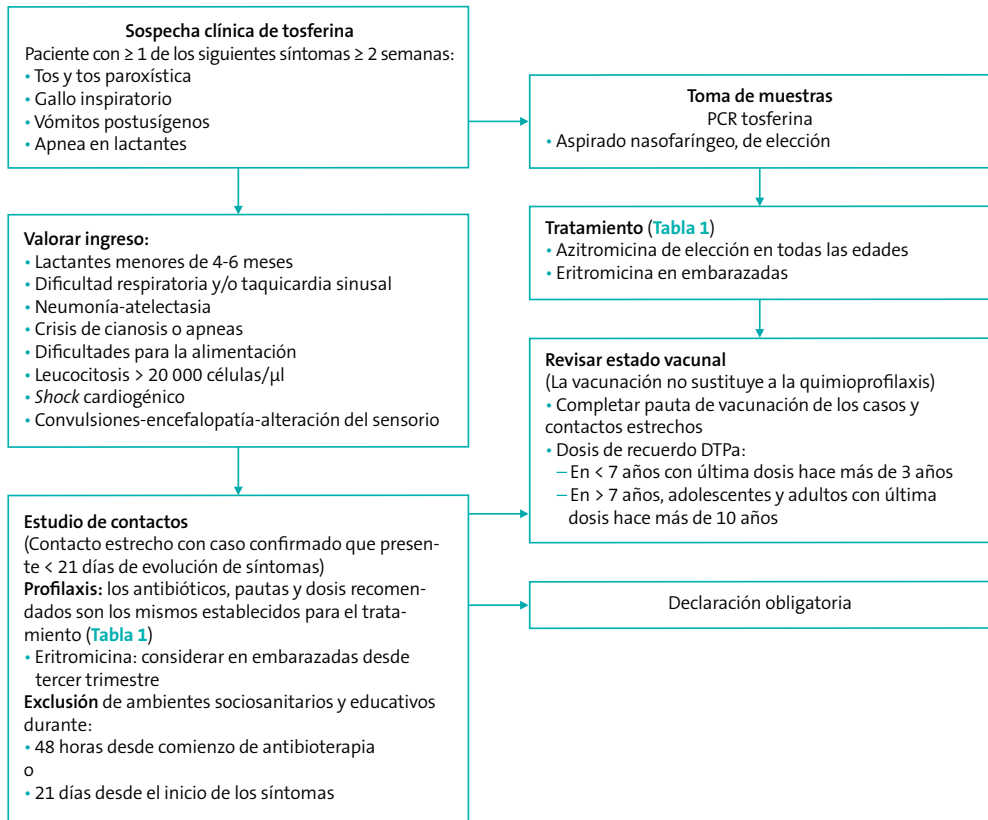 Sospecha clínica de tosferina
Paciente con ≥ 1 de los siguientes síntomas ≥ 2 semanas:
• Tos y tos paroxística
• Gallo inspiratorio
• Vómitos postusígenos
• Apnea en lactantes
Toma de muestras
PCR tosferina
• Aspirado nasofaríngeo, de elección
Valorar ingreso:
• Lactantes menores de 4-6 meses
• Dificultad respiratoria y/o taquicardia sinusal
• Neumonía-atelectasia
• Crisis de cianosis o apneas
• Dificultades para la alimentación
• Leucocitosis > 20 000 células/µl
• Shock cardiogénico
• Convulsiones-encefalopatía-alteración del sensorio
Tratamiento (Tabla 1)
• Azitromicina de elección en todas las edades
• Eritromicina en embarazadas
Revisar estado vacunal
(La vacunación no sustituye a la quimioprofilaxis)
• Completar pauta de vacunación de los casos y
contactos estrechos
• Dosis de recuerdo DTPa:
– En < 7 años con última dosis hace más de 3 años
– En > 7 años, adolescentes y adultos con última
dosis hace más de 10 años
Estudio de contactos
(Contacto estrecho con caso confirmado que presen-
te < 21 días de evolución de síntomas)
Profilaxis: los antibióticos, pautas y dosis recomen-
dados son los mismos establecidos para el trata-
miento (Tabla 1)
• Eritromicina: considerar en embarazadas desde
tercer trimestre
Exclusión de ambientes sociosanitarios y educativos
durante:
• 48 horas desde comienzo de antibioterapia
o
• 21 días desde el inicio de los síntomas
Declaración obligatoria